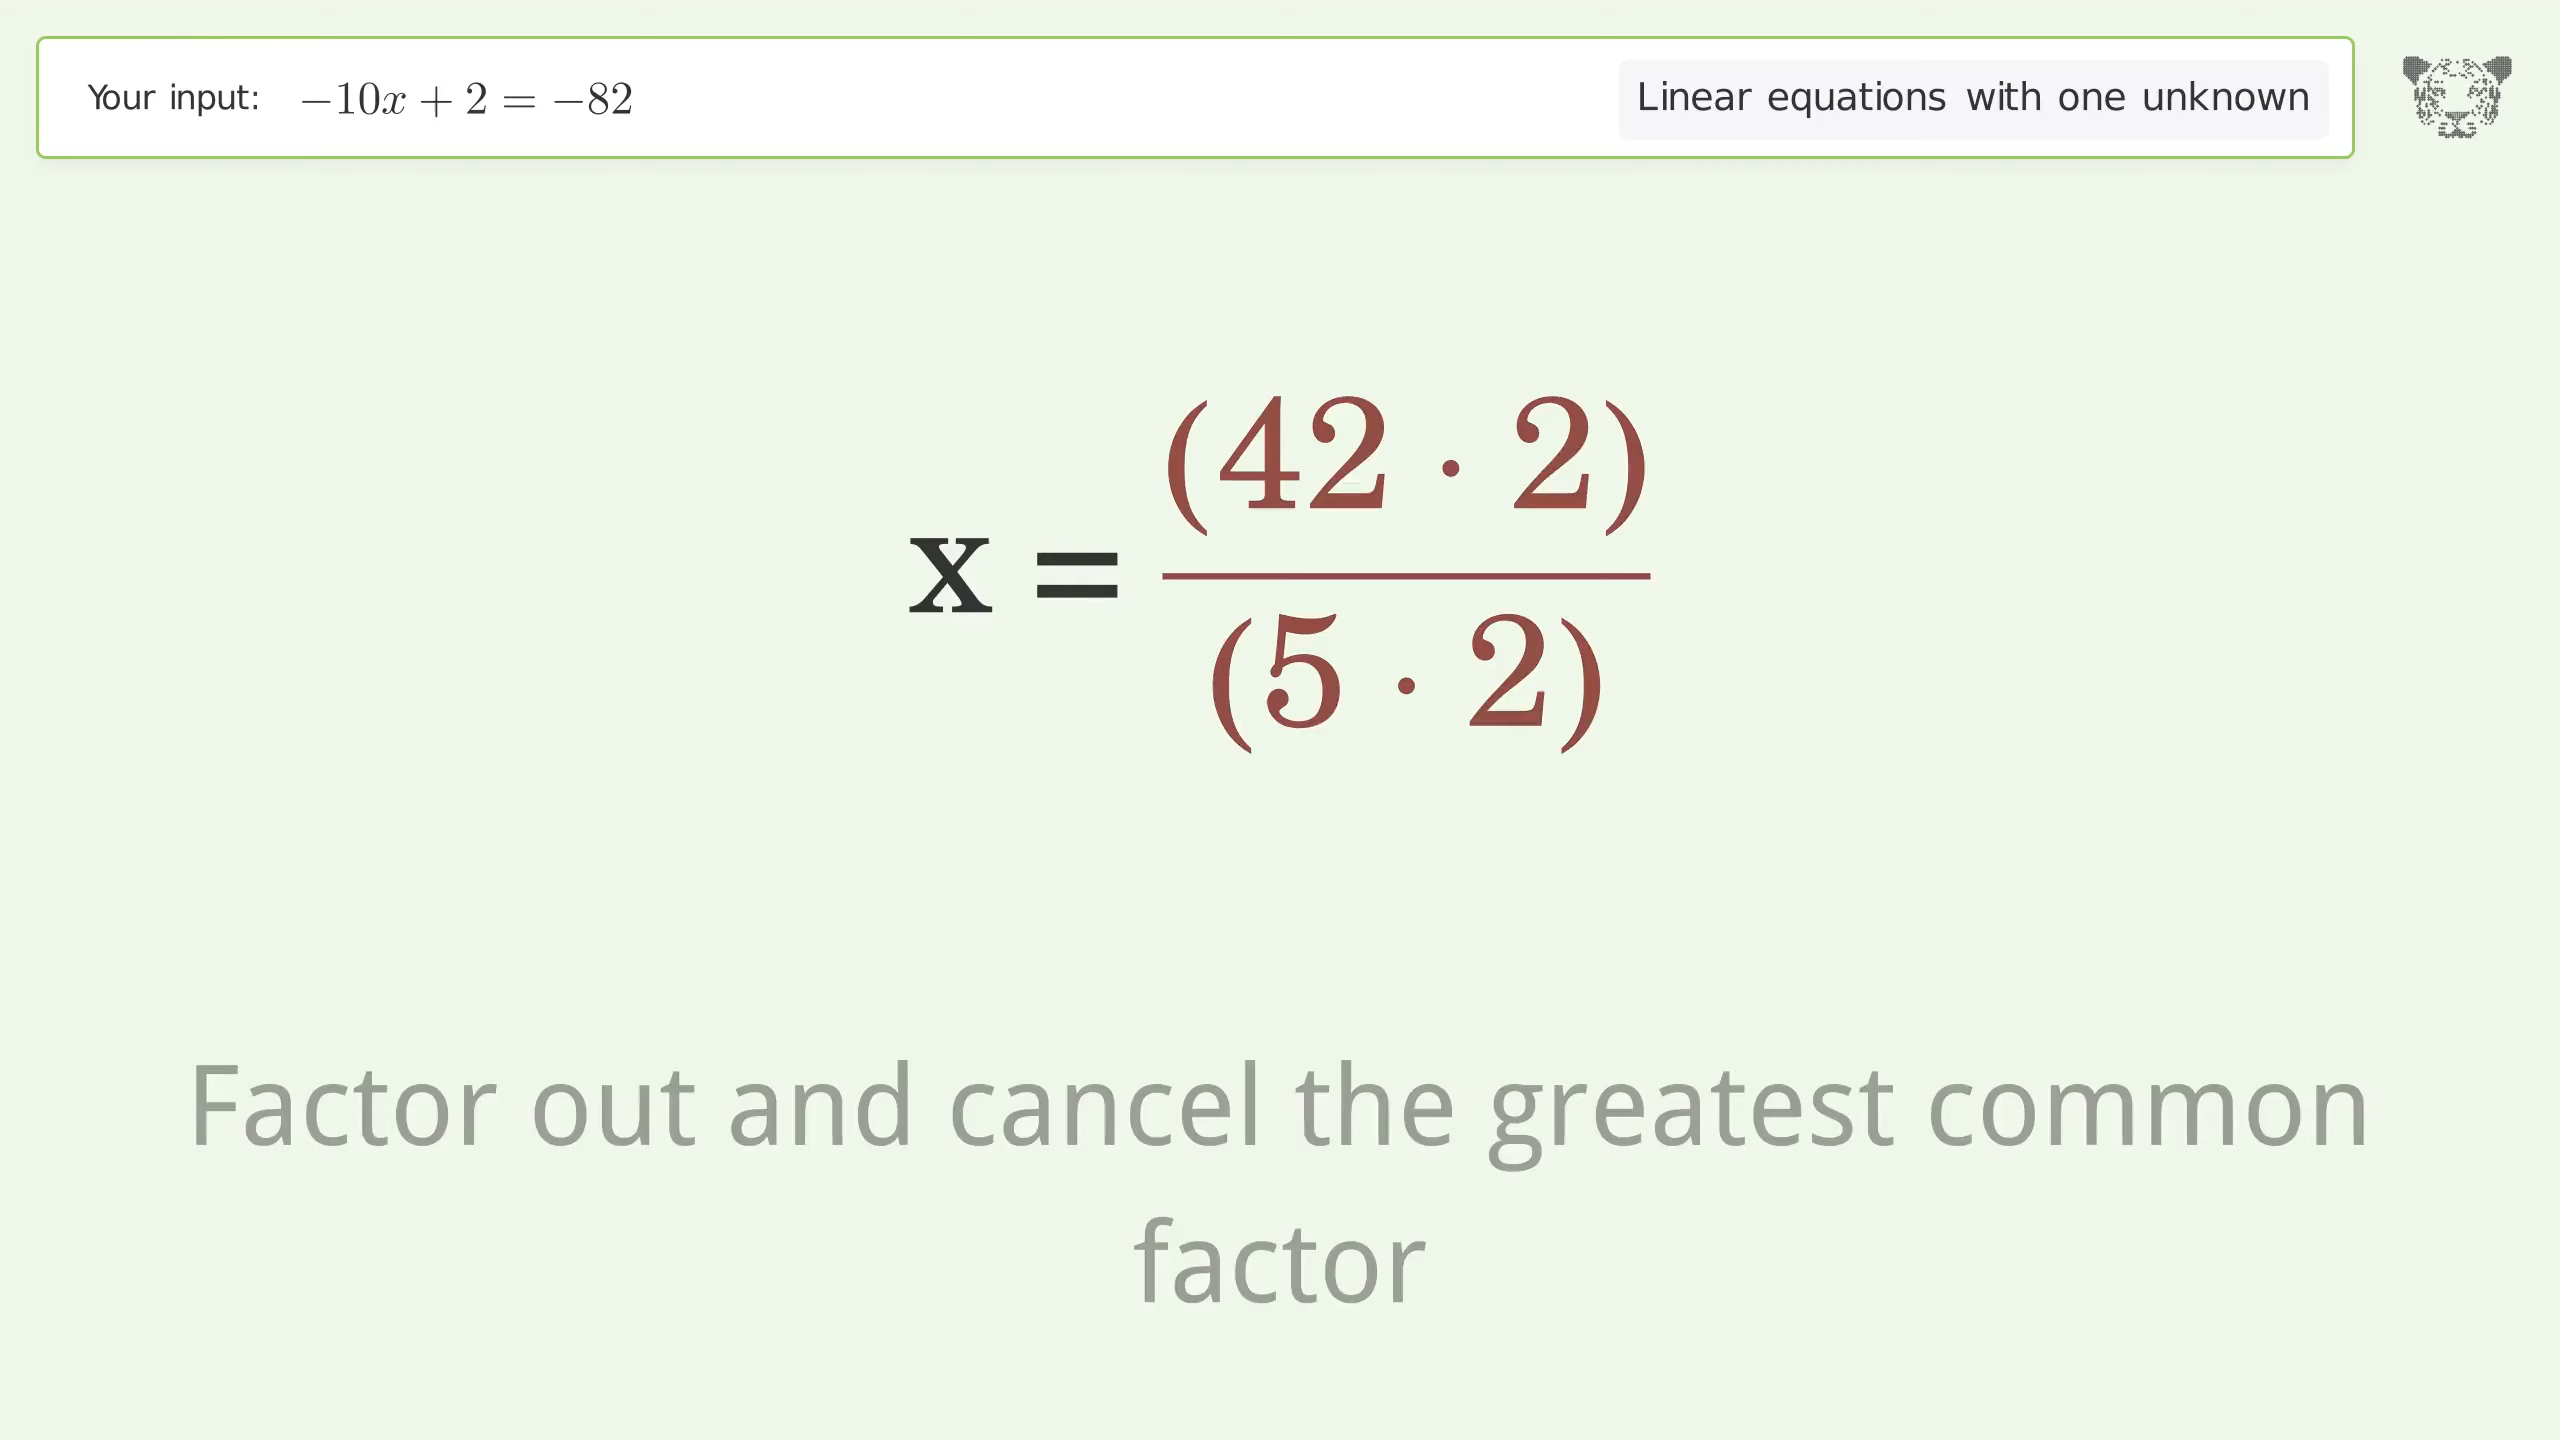 Your input: −10x + 2 = −82
Linear equations with one unknown
x = (42 · 2) / (5 · 2)
Factor out and cancel the greatest common
factor